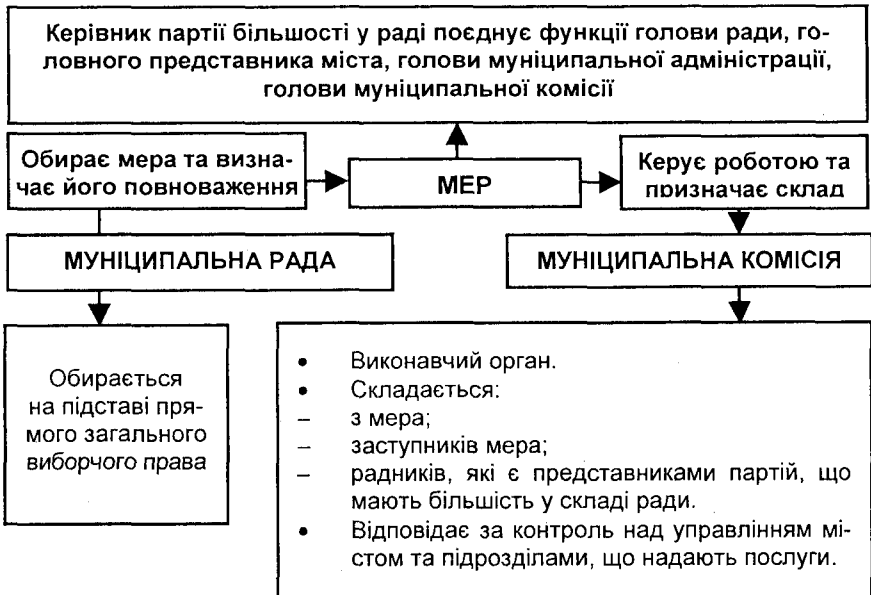 Керівник партії більшості у раді поєднує функції голови ради, го-
ловного представника міста, голови муніципальної адміністрації,
голови муніципальної комісії
Обирає мера та визна-
чає його повноваження
МЕР
Керує роботою та
призначає склад
МУНІЦИПАЛЬНА РАДА
МУНІЦИПАЛЬНА КОМІСІЯ
Обирається
на підставі пря-
мого загального
виборчого права
• Виконавчий орган.
• Складається:
– з мера;
– заступників мера;
– радників, які є представниками партій, що
мають більшість у складі ради.
• Відповідає за контроль над управлінням мі-
стом та підрозділами, що надають послуги.